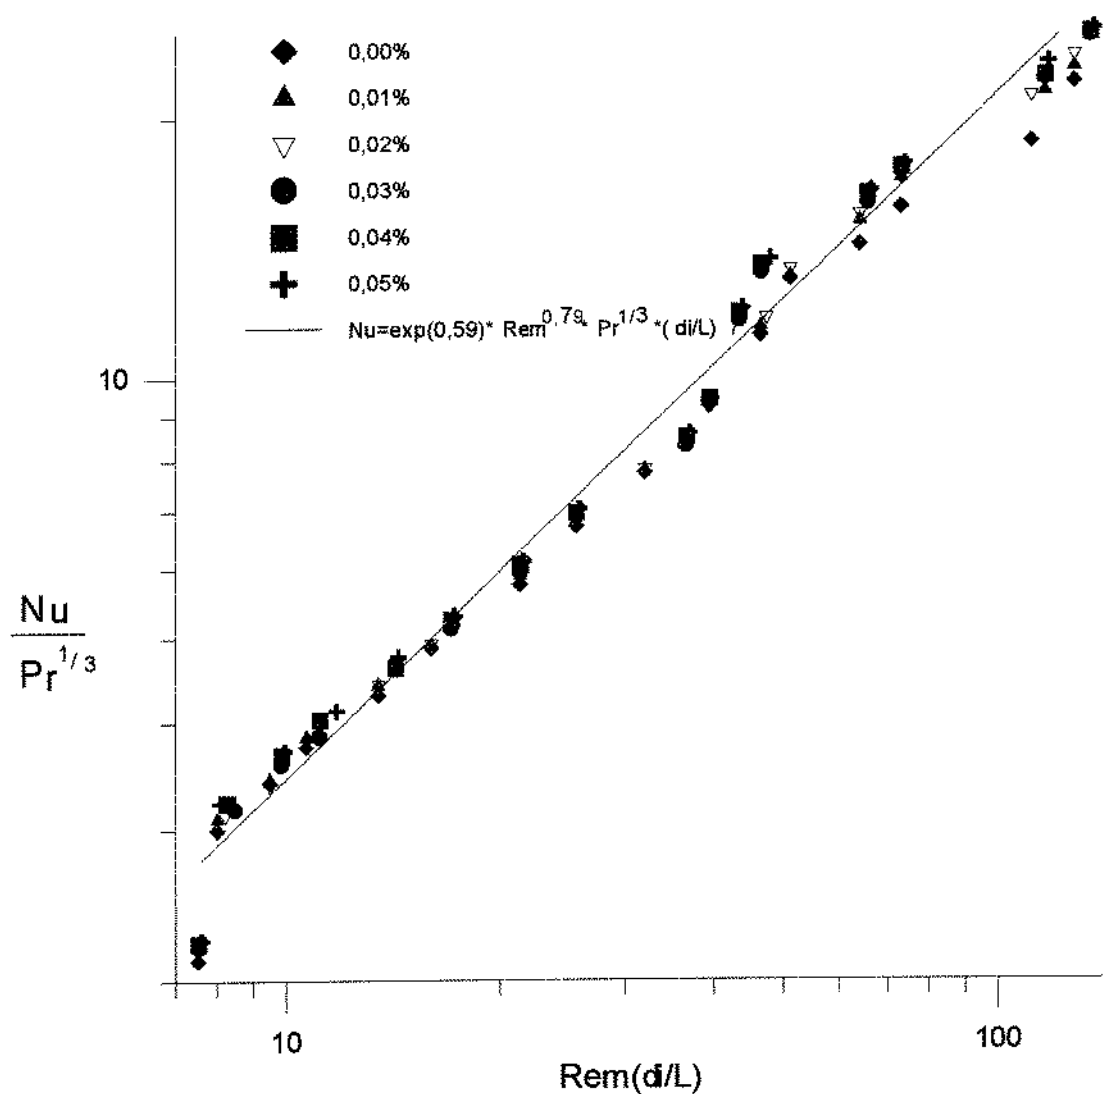 0,00%
0,01%
0,02%
0,03%
0,04%
0,05%
Nu=exp(0,59)* Rem^0,79* Pr^1/3 *(di/L)
20
10
Nu
Pr^1/3
10
100
Rem(di/L)